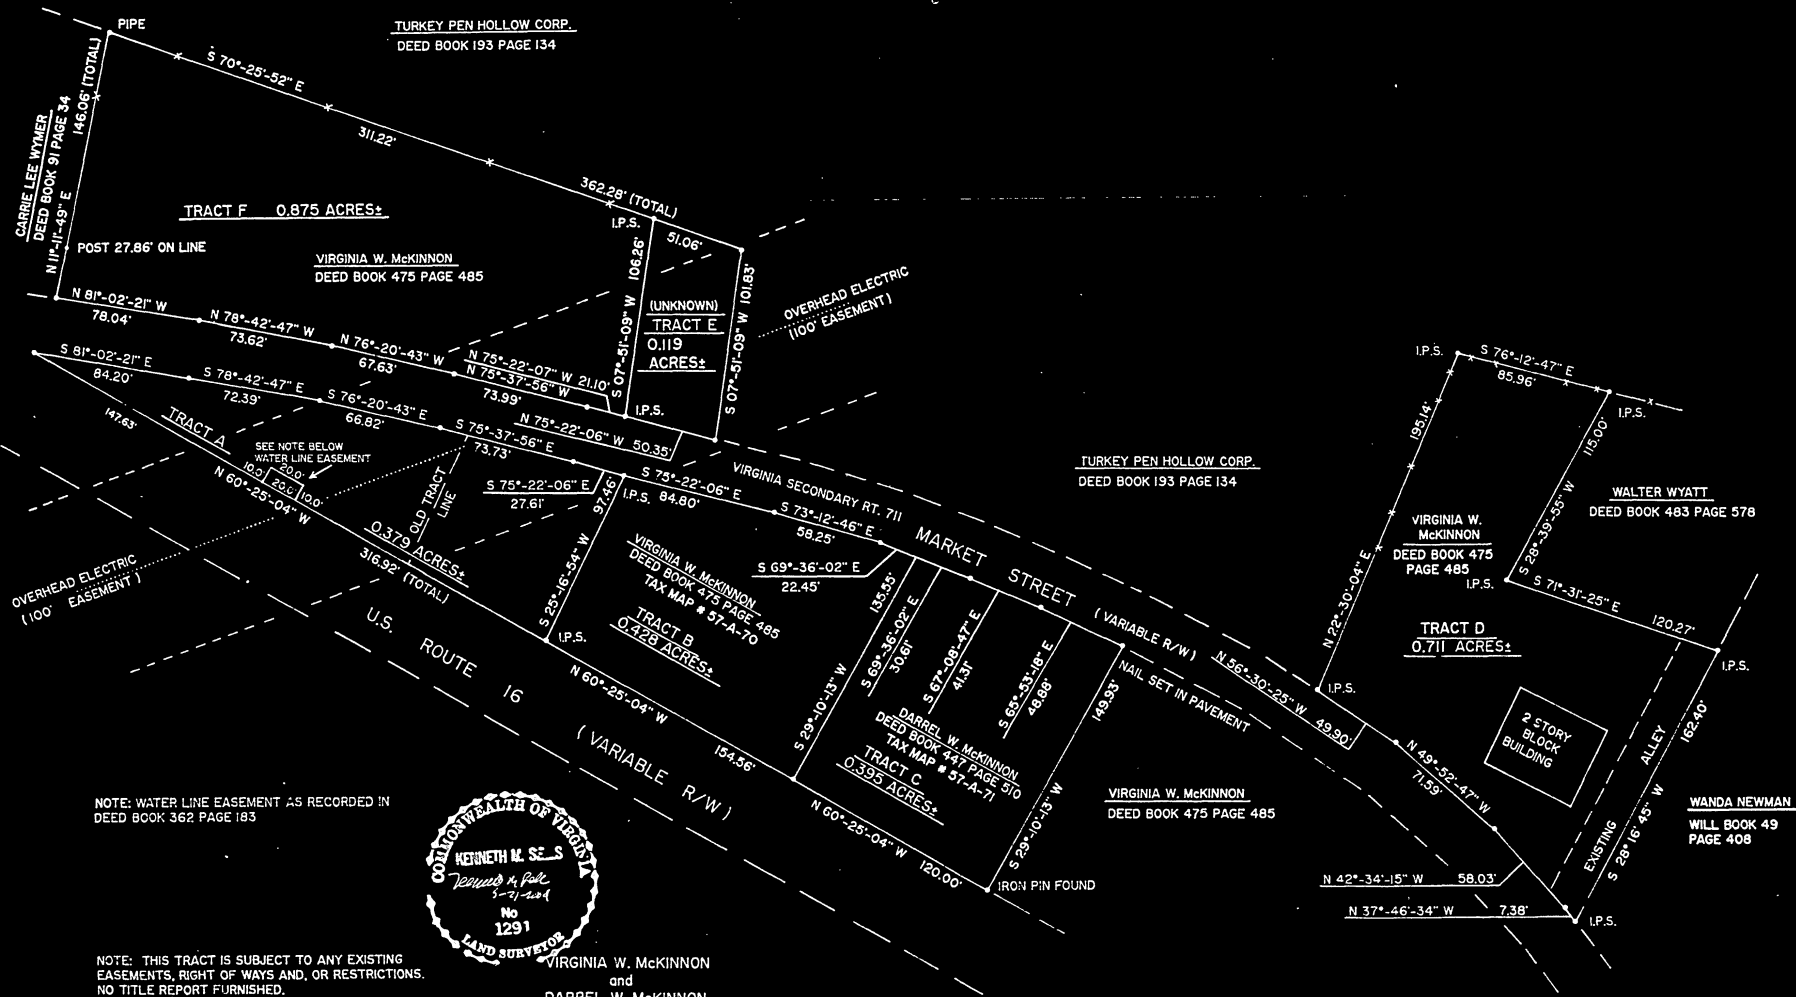 PIPE
TURKEY PEN HOLLOW CORP.
DEED BOOK 193 PAGE 134
S 70°-25'-52" E
311.22'
362.28' (TOTAL)
CARRIE LEE WYMER
DEED BOOK 91 PAGE 34
N 11°-11'-49" E
146.06' (TOTAL)
TRACT F 0.875 ACRES±
POST 27.86' ON LINE
VIRGINIA W. McKINNON
DEED BOOK 475 PAGE 485
I.P.S.
51.06'
S 07°-51'-09" W 106.26'
(UNKNOWN)
TRACT E
0.119
ACRES±
S 07°-51'-09" W 101.83'
OVERHEAD ELECTRIC
(100' EASEMENT)
N 81°-02'-21" W
78.04'
N 78°-42'-47" W
73.62'
N 76°-20'-43" W
67.63'
N 75°-22'-07" W 21.10'
N 75°-37'-56" W
73.99'
I.P.S.
N 75°-22'-06" W 50.35'
S 81°-02'-21" E
84.20'
S 78°-42'-47" E
72.39'
S 76°-20'-43" E
66.82'
S 75°-37'-56" E
73.73'
S 75°-22'-06" E
27.61'
147.63'
TRACT A
SEE NOTE BELOW
WATER LINE EASEMENT
10.0'
20.0'
20.0'
10.0'
N 60°-25'-04" W
OLD TRACT
LINE
0.379 ACRES±
316.92' (TOTAL)
OVERHEAD ELECTRIC
(100' EASEMENT)
97.46'
S 25°-16'-54" W
I.P.S.
I.P.S.
S 75°-22'-06" E
84.80'
S 73°-12'-46" E
58.25'
S 69°-36'-02" E
22.45'
VIRGINIA SECONDARY RT. 711
MARKET STREET
(VARIABLE R/W)
VIRGINIA W. McKINNON
DEED BOOK 475 PAGE 485
TAX MAP # 57-A-70
TRACT B
0.428 ACRES±
N 60°-25'-04" W
154.56'
135.55'
S 29°-10'-13" W
S 69°-36'-02" E
30.61'
S 67°-08'-47" E
41.31'
S 65°-53'-18" E
48.88'
DARREL W. McKINNON
DEED BOOK 447 PAGE 510
TAX MAP # 57-A-71
TRACT C
0.395 ACRES±
149.93'
S 29°-10'-13" W
N 60°-25'-04" W
120.00'
IRON PIN FOUND
NAIL SET IN PAVEMENT
VIRGINIA W. McKINNON
DEED BOOK 475 PAGE 485
U.S. ROUTE 16
(VARIABLE R/W)
TURKEY PEN HOLLOW CORP.
DEED BOOK 193 PAGE 134
I.P.S.
S 76°-12'-47" E
85.96'
I.P.S.
195.14'
N 22°-30'-04" E
115.00'
S 28°-39'-55" W
WALTER WYATT
DEED BOOK 483 PAGE 578
VIRGINIA W.
McKINNON
DEED BOOK 475
PAGE 485
I.P.S.
S 71°-31'-25" E
120.27'
I.P.S.
TRACT D
0.711 ACRES±
I.P.S.
N 56°-30'-25" W 49.90'
N 49°-52'-47" W
71.59'
2 STORY
BLOCK
BUILDING
EXISTING ALLEY
162.40'
S 28° 16' 45" W
WANDA NEWMAN
WILL BOOK 49
PAGE 408
N 42°-34'-15" W 58.03'
N 37°-46'-34" W 7.38'
I.P.S.
NOTE: WATER LINE EASEMENT AS RECORDED IN
DEED BOOK 362 PAGE 183
COMMONWEALTH OF VIRGINIA
KENNETH M.
No
1291
LAND SURVEYOR
NOTE: THIS TRACT IS SUBJECT TO ANY EXISTING
EASEMENTS, RIGHT OF WAYS AND, OR RESTRICTIONS.
NO TITLE REPORT FURNISHED.
VIRGINIA W. McKINNON
and
DARREL W. McKINNON